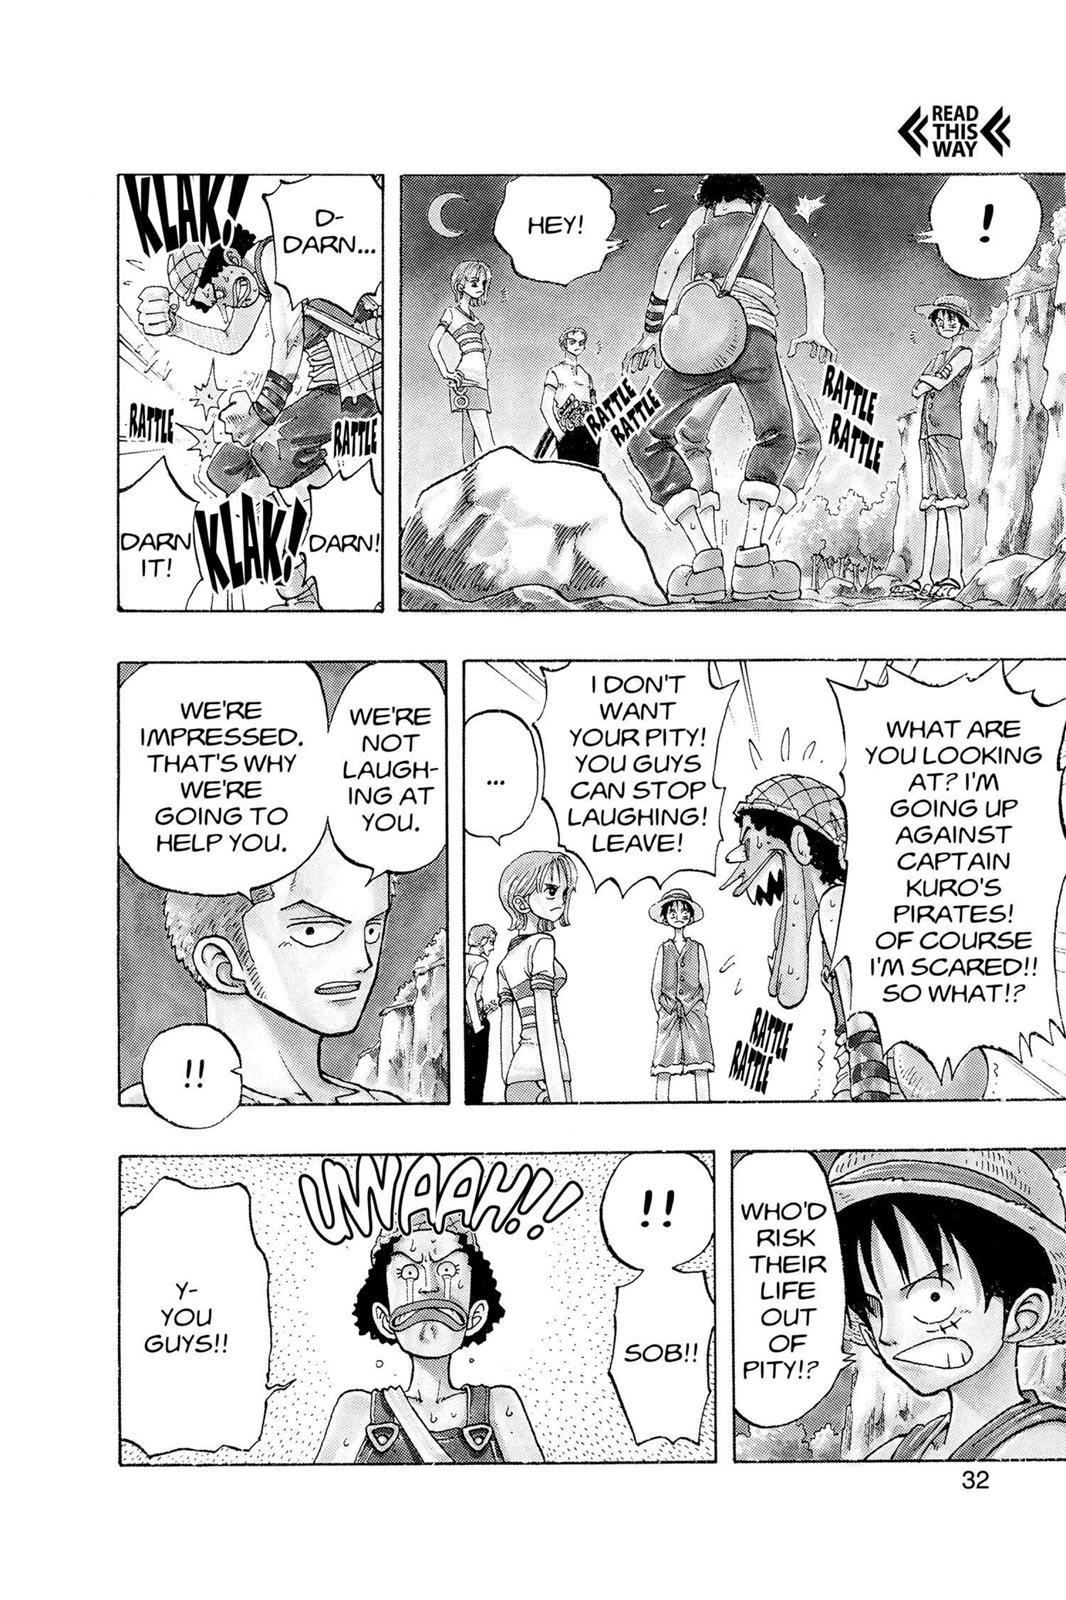 READ
THIS
WAY
!
HEY!
RATTLE
RATTLE
RATTLE
RATTLE
KLAK!
D-
DARN...
RATTLE
RATTLE
DARN!
KLAK!
DARN
IT!
WHAT ARE
YOU LOOKING
AT? I'M
GOING UP
AGAINST
CAPTAIN
KURO'S
PIRATES!
OF COURSE
I'M SCARED!!
SO WHAT!?
I DON'T
WANT
YOUR PITY!
YOU GUYS
CAN STOP
LAUGHING!
LEAVE!
RATTLE
RATTLE
...
WE'RE
NOT
LAUGH-
ING AT
YOU.
WE'RE
IMPRESSED.
THAT'S WHY
WE'RE
GOING TO
HELP YOU.
!!
WHO'D
RISK
THEIR
LIFE
OUT
OF
PITY!?
!!
SOB!!
UWAAH!!
Y-
YOU
GUYS!!
32